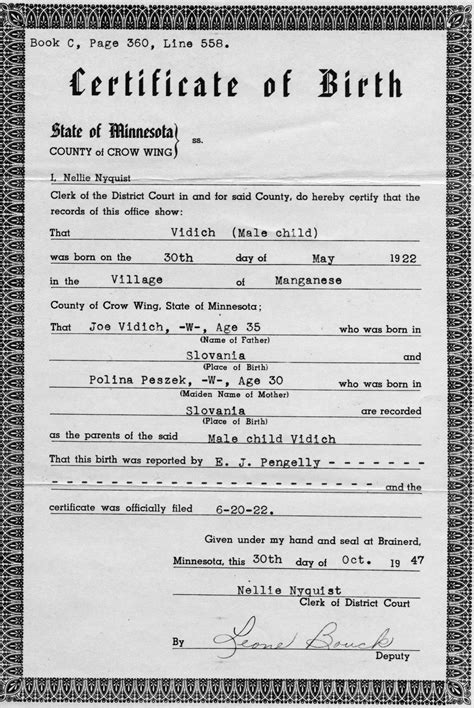 Book C, Page 360, Line 558.
Certificate of Birth
State of Minnesota
COUNTY of CROW WING
ss.
I, Nellie Nyquist
Clerk of the District Court in and for said County, do hereby certify that the
records of this office show:
That Vidich (Male child)
was born on the 30th day of May 1922
in the Village of Manganese
County of Crow Wing, State of Minnesota;
That Joe Vidich, -W-, Age 35 who was born in
(Name of Father)
Slovania and
(Place of Birth)
Polina Peszek, -W-, Age 30 who was born in
(Maiden Name of Mother)
Slovania are recorded
(Place of Birth)
as the parents of the said Male child Vidich
That this birth was reported by E. J. Pengelly - - - - - - -
- - - - - - - - - - - - - - - - - - - - - - and the
certificate was officially filed 6-20-22.
Given under my hand and seal at Brainerd,
Minnesota, this 30th day of Oct. 1947
Nellie Nyquist
Clerk of District Court
By Leone Bouck
Deputy